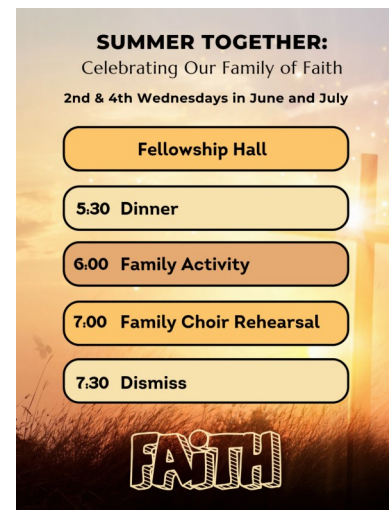 SUMMER TOGETHER:
Celebrating Our Family of Faith
2nd & 4th Wednesdays in June and July
Fellowship Hall
5:30 Dinner
6:00 Family Activity
7:00 Family Choir Rehearsal
7:30 Dismiss
FAiTH